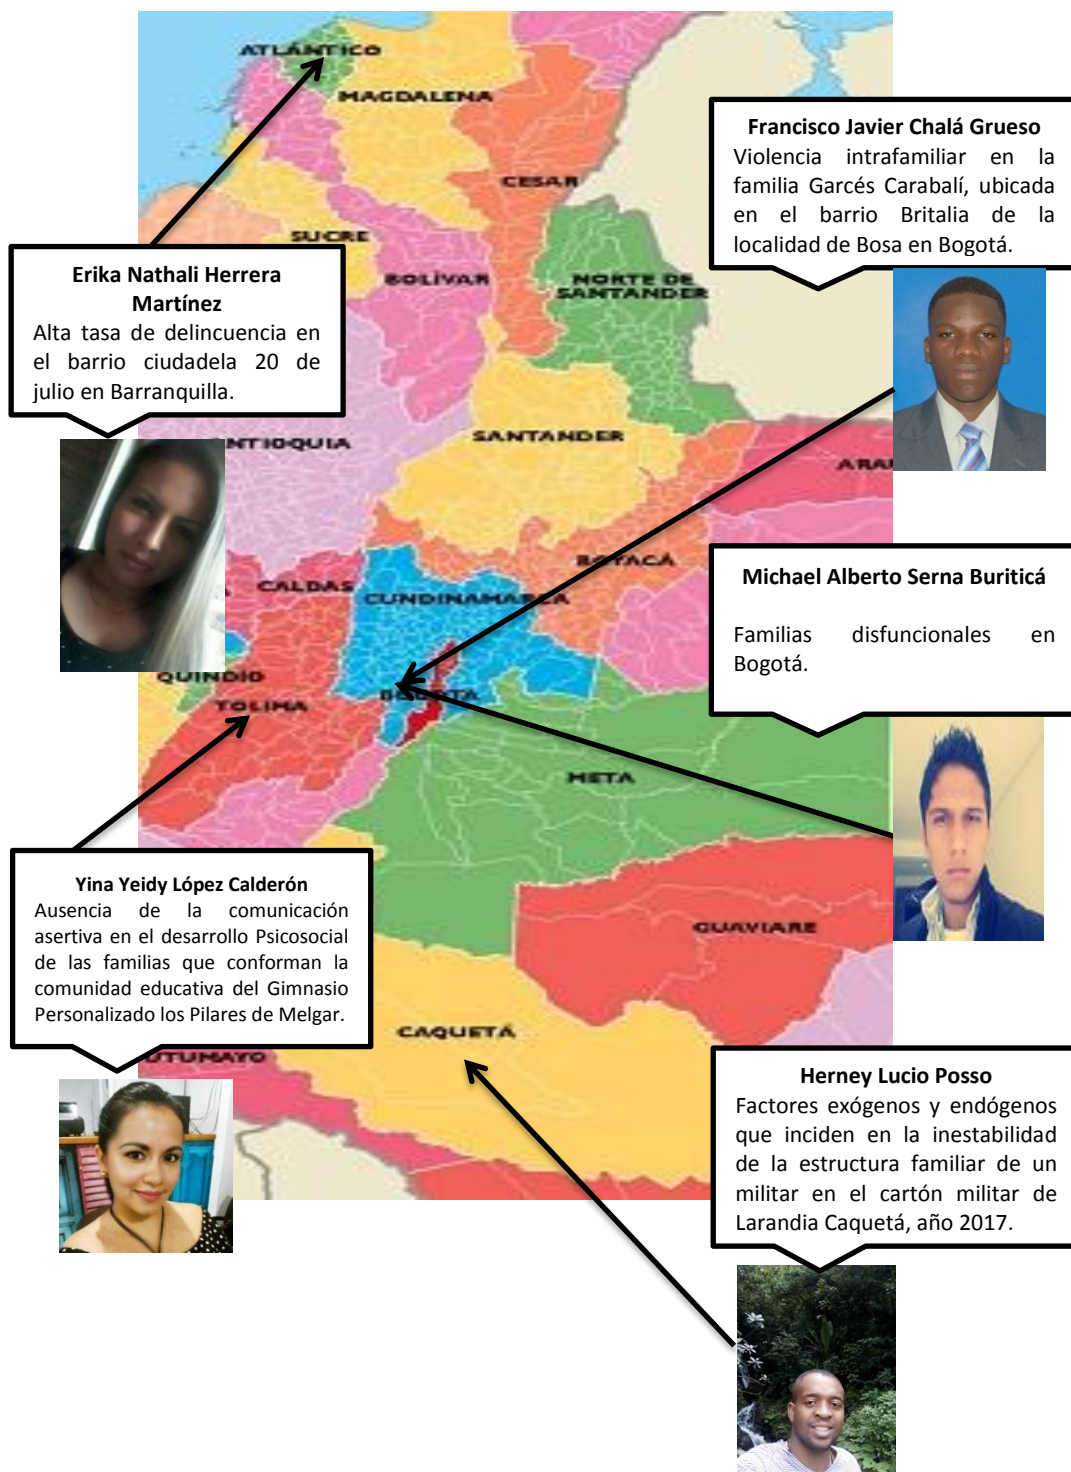 ATLÁNTICO
MAGDALENA
CESAR
SUCRE
BOLÍVAR
NORTE DE
SANTANDER
NTIOQUIA
SANTANDER
ARAU
BOYACÁ
CALDAS
CUNDINAMARCA
QUINDÍO
TOLIMA
BOGOTÁ
META
GUAVIARE
CAQUETÁ
UTUMAYO
Francisco Javier Chalá Grueso
Violencia intrafamiliar en la
familia Garcés Carabalí, ubicada
en el barrio Britalia de la
localidad de Bosa en Bogotá.
Erika Nathali Herrera
Martínez
Alta tasa de delincuencia en
el barrio ciudadela 20 de
julio en Barranquilla.
Michael Alberto Serna Buriticá
Familias disfuncionales en
Bogotá.
Yina Yeidy López Calderón
Ausencia de la comunicación
asertiva en el desarrollo Psicosocial
de las familias que conforman la
comunidad educativa del Gimnasio
Personalizado los Pilares de Melgar.
Herney Lucio Posso
Factores exógenos y endógenos
que inciden en la inestabilidad
de la estructura familiar de un
militar en el cartón militar de
Larandia Caquetá, año 2017.